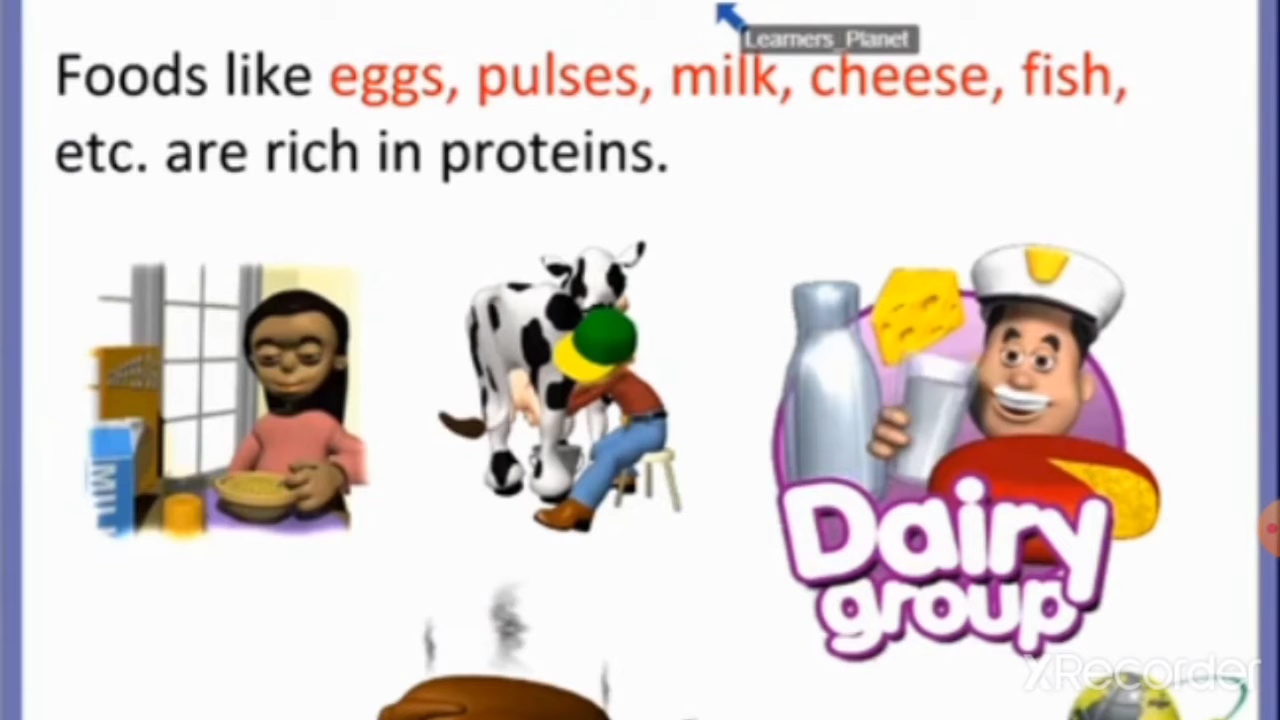 Learners_Planet
Foods like eggs, pulses, milk, cheese, fish,
etc. are rich in proteins.
MILK
Dairy
group
XRecorder